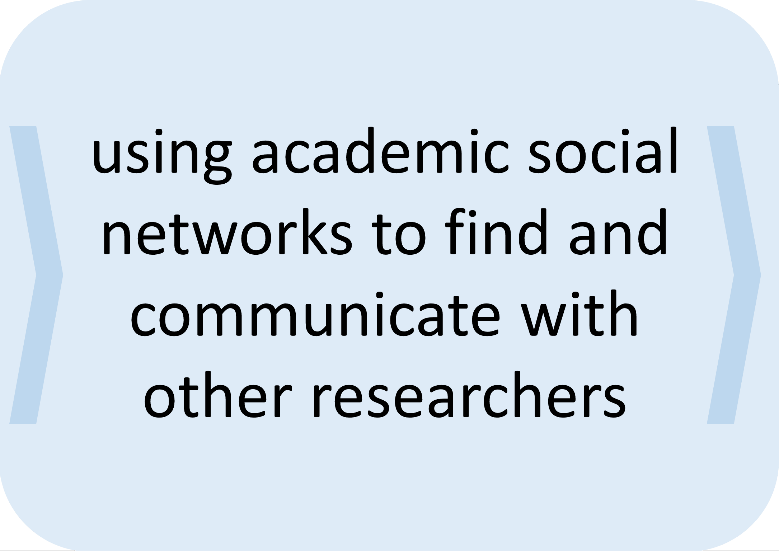 using academic social
networks to find and
communicate with
other researchers